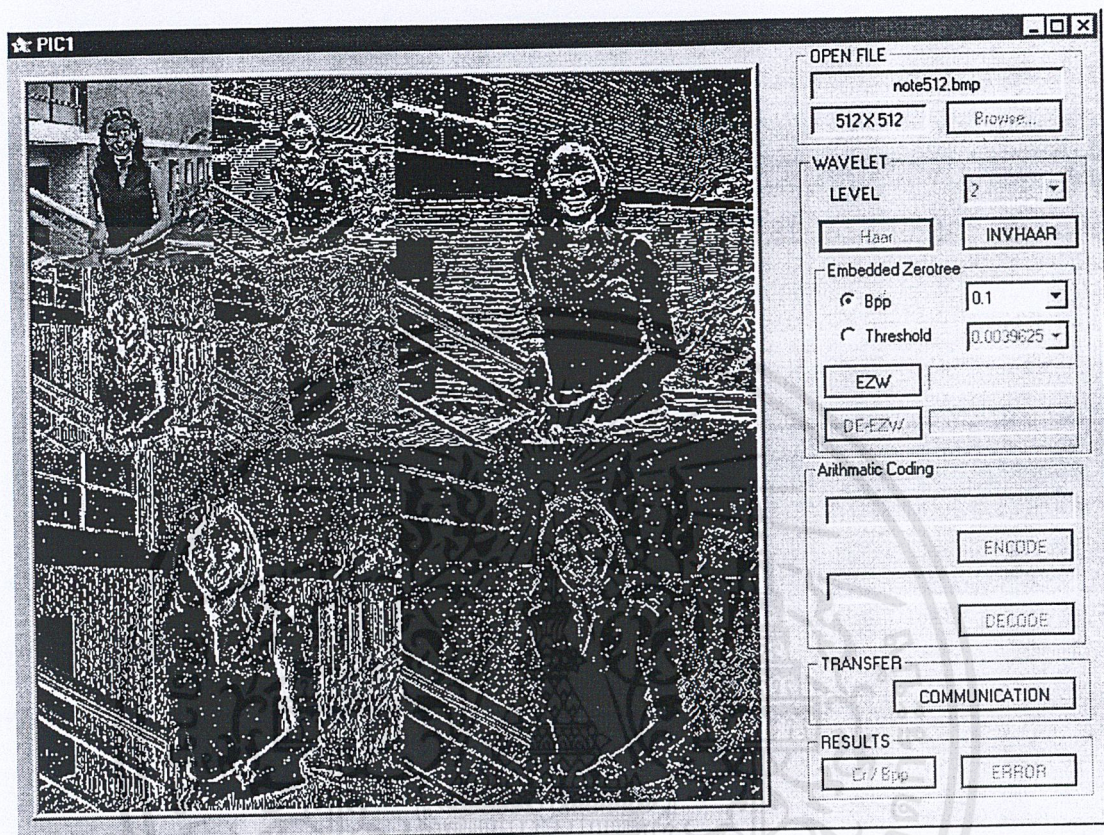 PIC1
OPEN FILE
note512.bmp
512 X 512
Browse...
WAVELET
LEVEL
2
Haar
INVHAAR
Embedded Zerotree
Bpp
0.1
Threshold
0.0039625
EZW
DE-EZW
Arithmatic Coding
ENCODE
DECODE
TRANSFER
COMMUNICATION
RESULTS
Cr / Bpp
ERROR